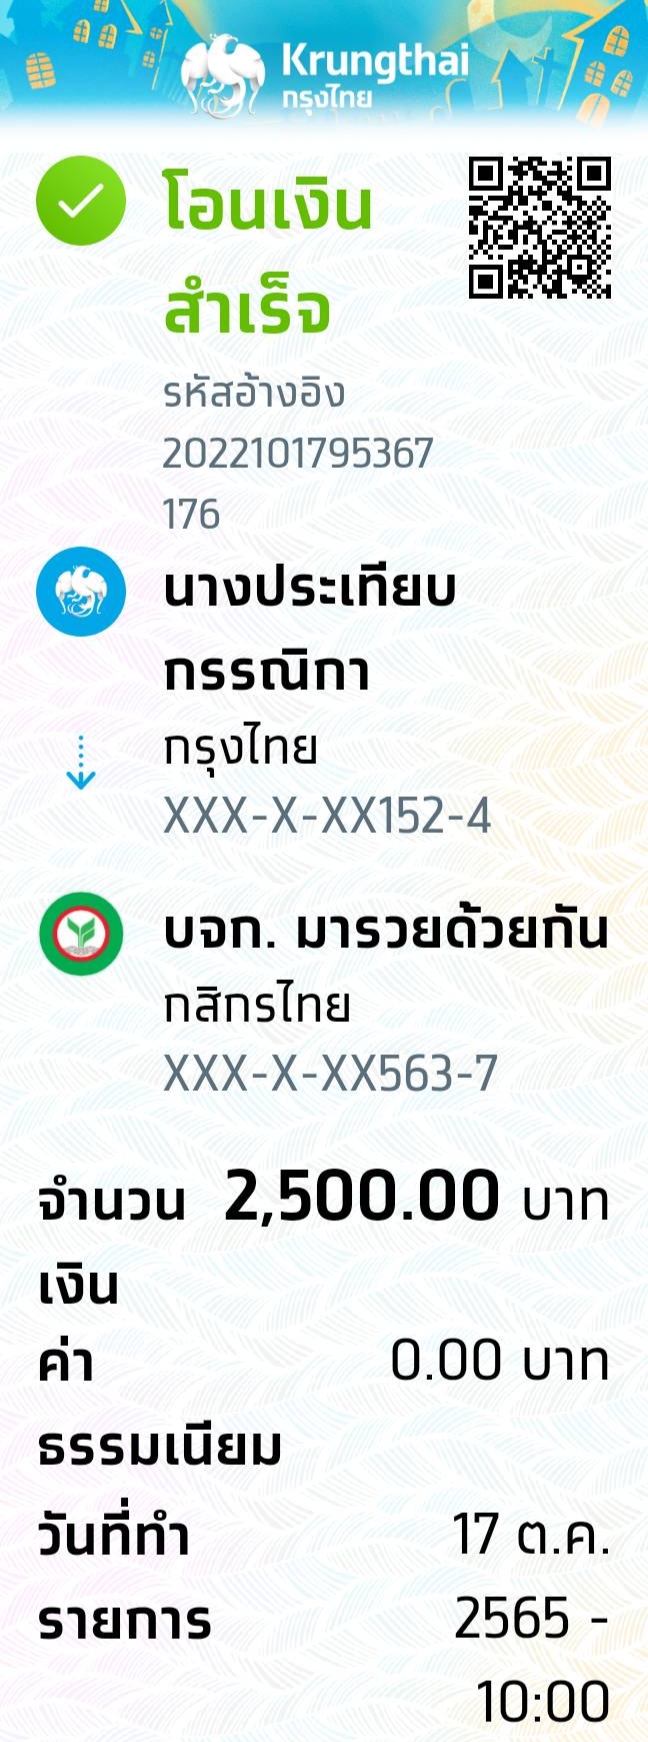 Krungthai
กรุงไทย
โอนเงิน
สำเร็จ
รหัสอ้างอิง
2022101795367
176
นางประเทียบ
กรรณิกา
กรุงไทย
XXX-X-XX152-4
บจก. มารวยด้วยกัน
กสิกรไทย
XXX-X-XX563-7
จำนวน 2,500.00 บาท
เงิน
ค่า 0.00 บาท
ธรรมเนียม
วันที่ทำ 17 ต.ค.
รายการ 2565 -
10:00